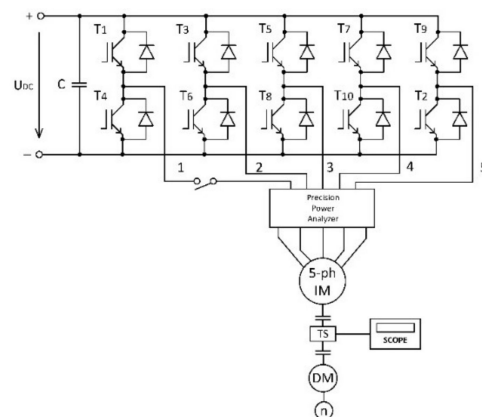 +
T1
T3
T5
T7
T9
UDC
C
T4
T6
T8
T10
T2
−
1
2
3
4
5
Precision
Power
Analyzer
5-ph
IM
TS
SCOPE
DM
n